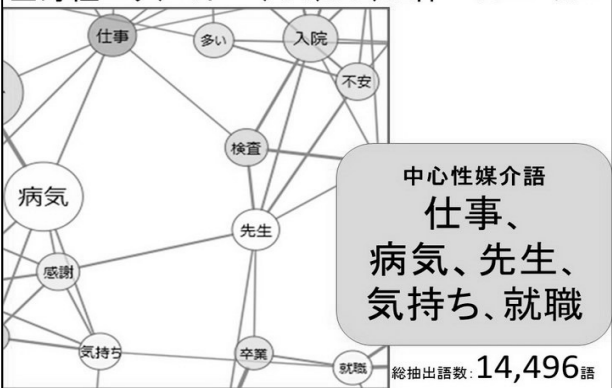 仕事
多い
入院
不安
検査
病気
先生
感謝
気持ち
卒業
就職
中心性媒介語
仕事、
病気、先生、
気持ち、就職
総抽出語数:14,496語